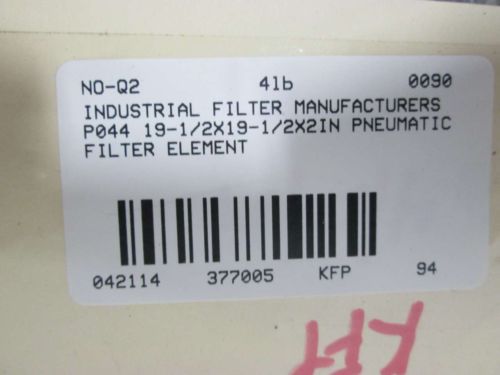 NO-Q2 4lb 0090
INDUSTRIAL FILTER MANUFACTURERS
P044 19-1/2X19-1/2X2IN PNEUMATIC
FILTER ELEMENT
042114 377005 KFP 94